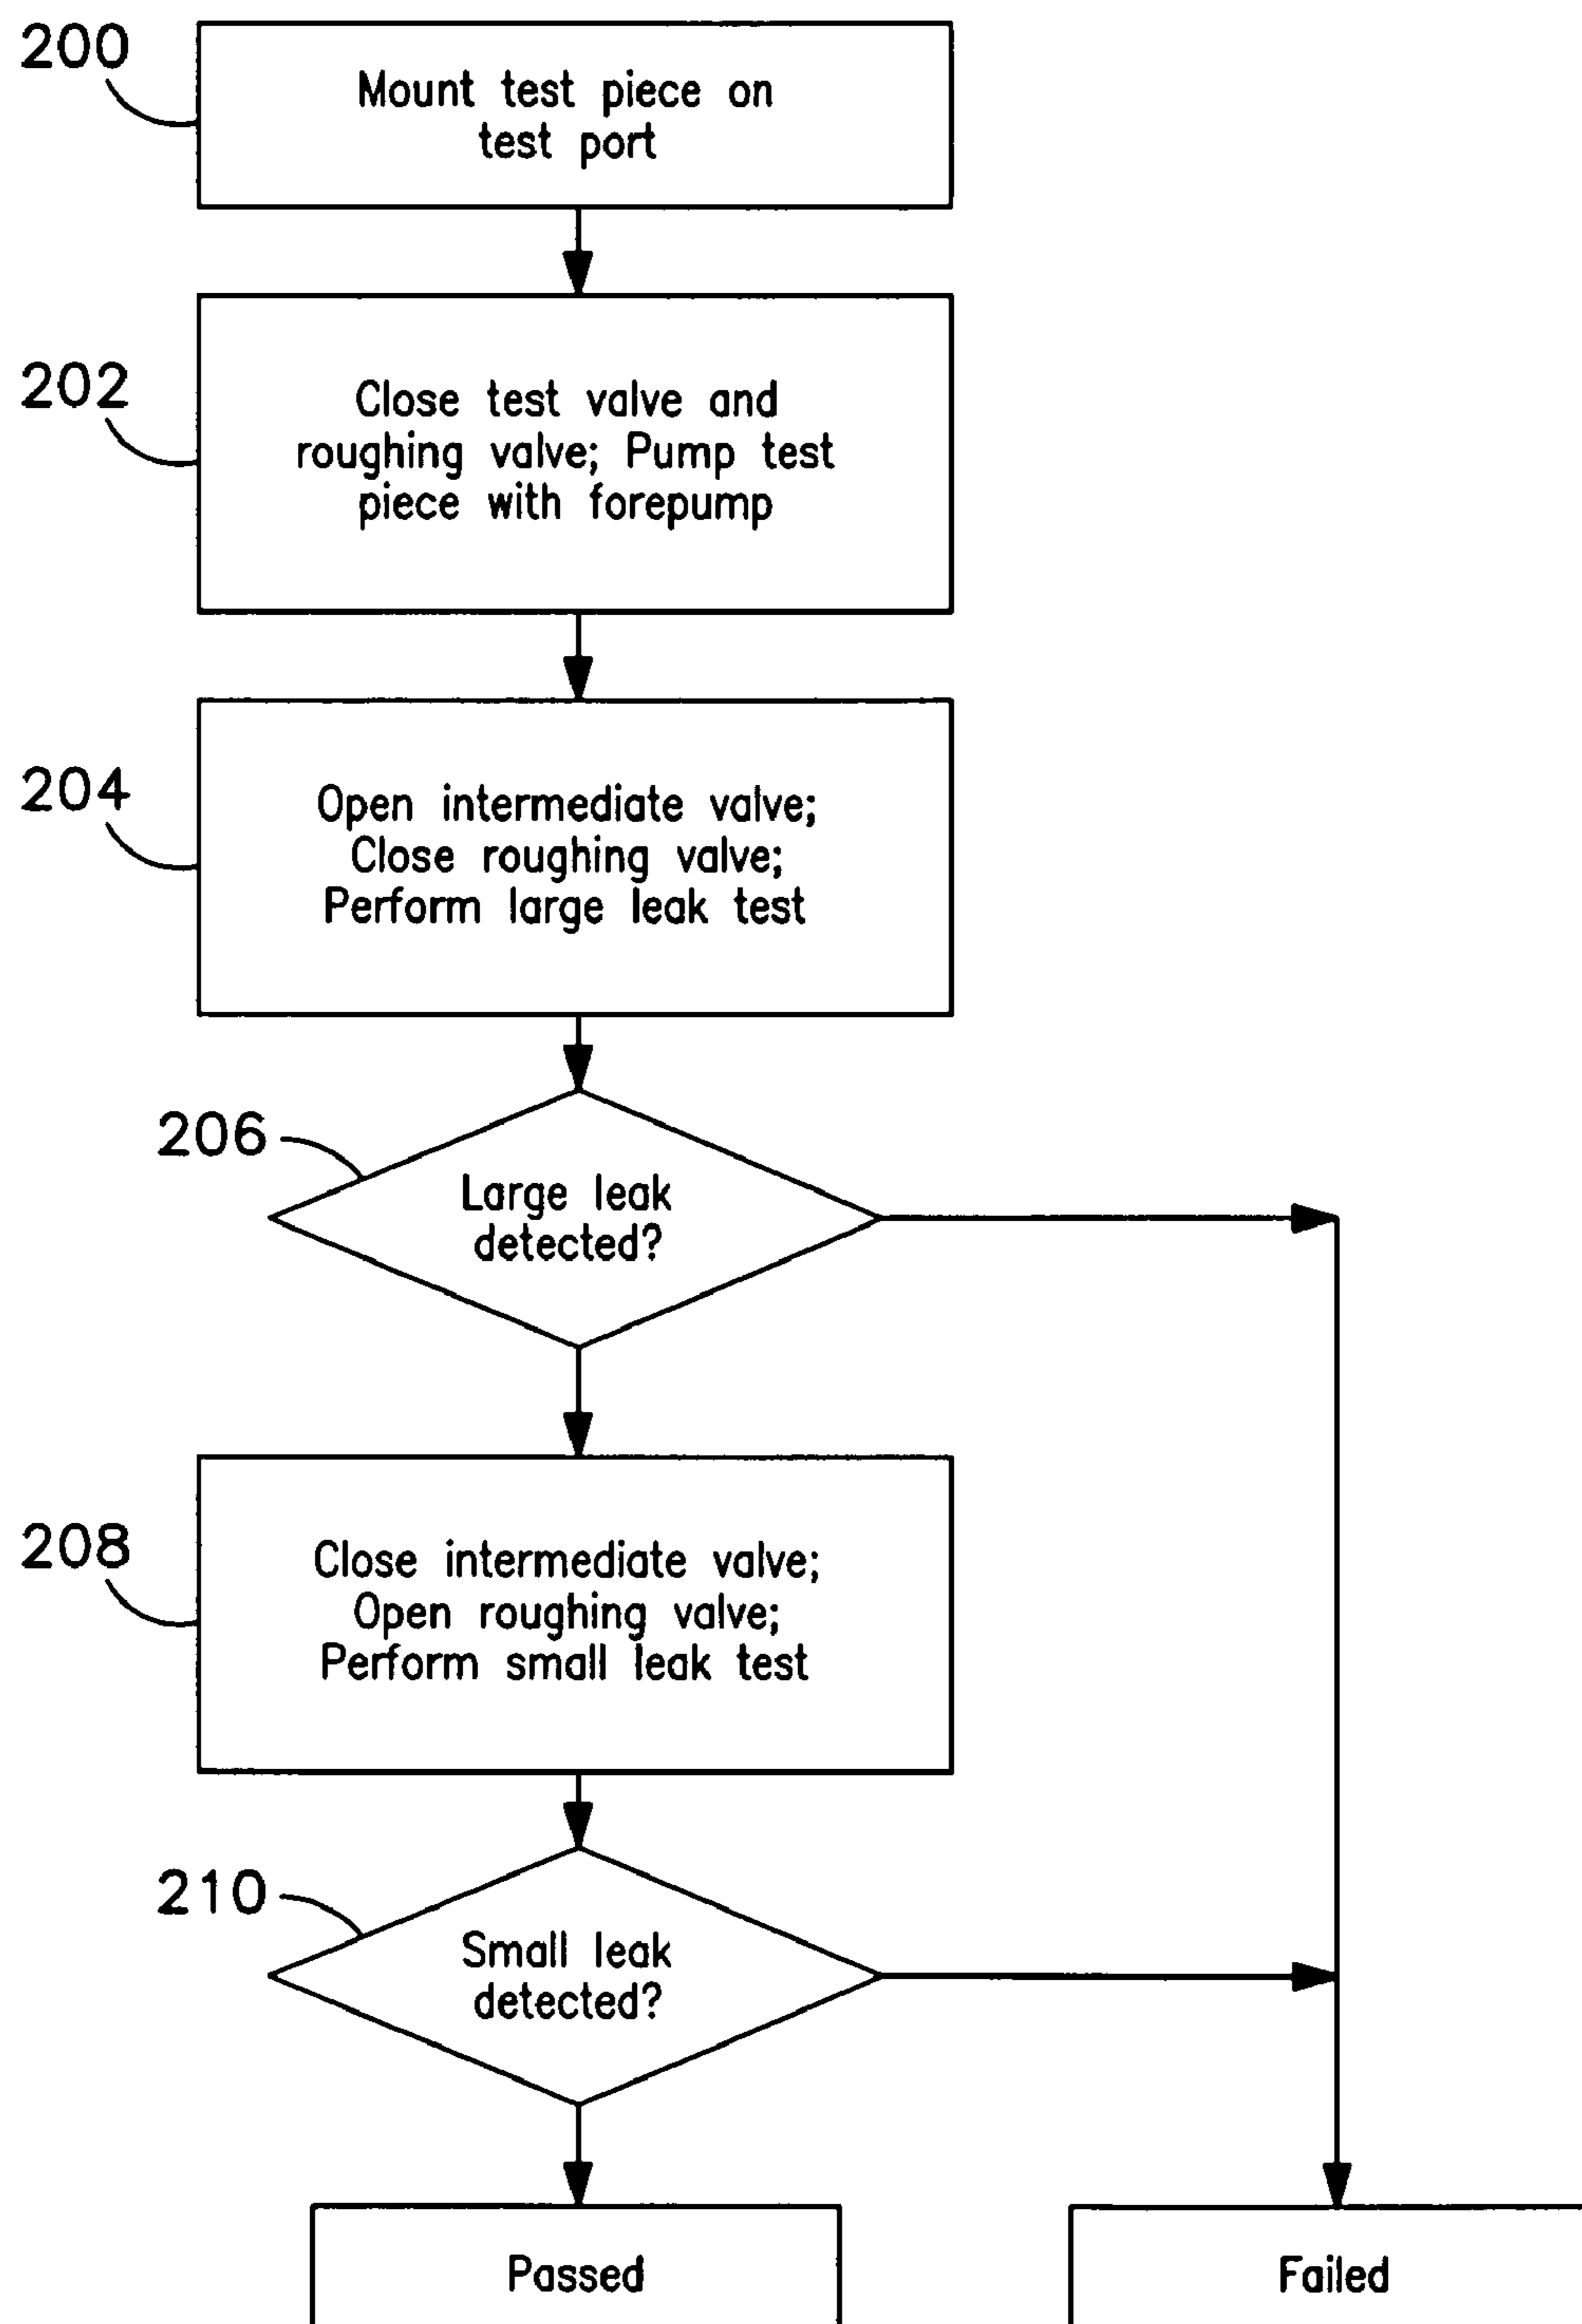 200
Mount test piece on
test port
202
Close test valve and
roughing valve; Pump test
piece with forepump
204
Open intermediate valve;
Close roughing valve;
Perform large leak test
206
Large leak
detected?
208
Close intermediate valve;
Open roughing valve;
Perform small leak test
210
Small leak
detected?
Passed
Failed